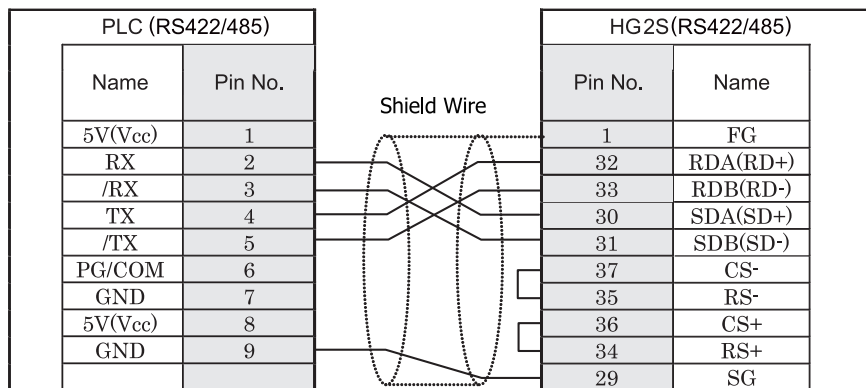 PLC (RS422/485) HG2S(RS422/485)
Name Pin No. Pin No. Name
Shield Wire
5V(Vcc) 1 1 FG
RX 2 32 RDA(RD+)
/RX 3 33 RDB(RD-)
TX 4 30 SDA(SD+)
/TX 5 31 SDB(SD-)
PG/COM 6 37 CS-
GND 7 35 RS-
5V(Vcc) 8 36 CS+
GND 9 34 RS+
29 SG